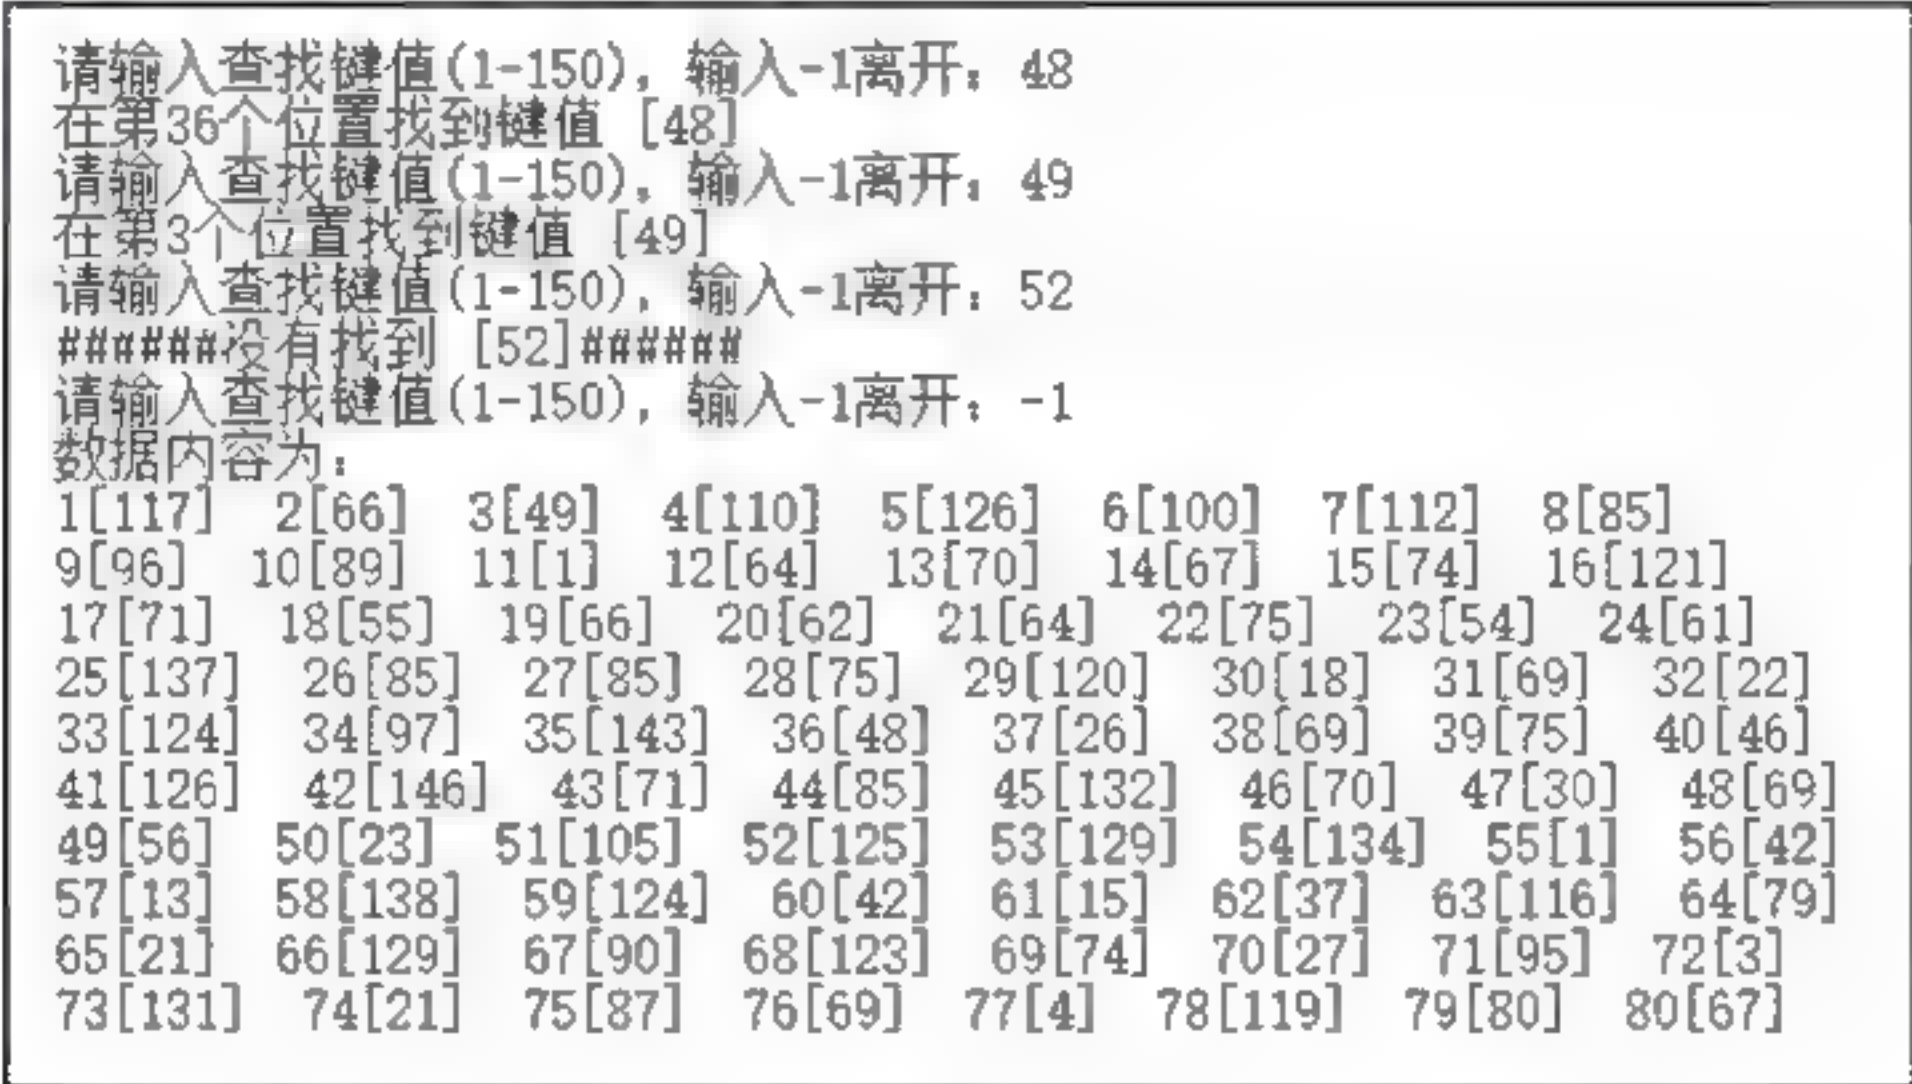 请输入查找键值(1-150), 输入-1离开: 48
在第36个位置找到键值 [48]
请输入查找键值(1-150), 输入-1离开: 49
在第3个位置找到键值 [49]
请输入查找键值(1-150), 输入-1离开: 52
######没有找到 [52]######
请输入查找键值(1-150), 输入-1离开: -1
数据内容为:
1[117]  2[66]  3[49]  4[110]  5[126]  6[100]  7[112]  8[85]
9[96]  10[89]  11[1]  12[64]  13[70]  14[67]  15[74]  16[121]
17[71]  18[55]  19[66]  20[62]  21[64]  22[75]  23[54]  24[61]
25[137]  26[85]  27[85]  28[75]  29[120]  30[18]  31[69]  32[22]
33[124]  34[97]  35[143]  36[48]  37[26]  38[69]  39[75]  40[46]
41[126]  42[146]  43[71]  44[85]  45[132]  46[70]  47[30]  48[69]
49[56]  50[23]  51[105]  52[125]  53[129]  54[134]  55[1]  56[42]
57[13]  58[138]  59[124]  60[42]  61[15]  62[37]  63[116]  64[79]
65[21]  66[129]  67[90]  68[123]  69[74]  70[27]  71[95]  72[3]
73[131]  74[21]  75[87]  76[69]  77[4]  78[119]  79[80]  80[67]